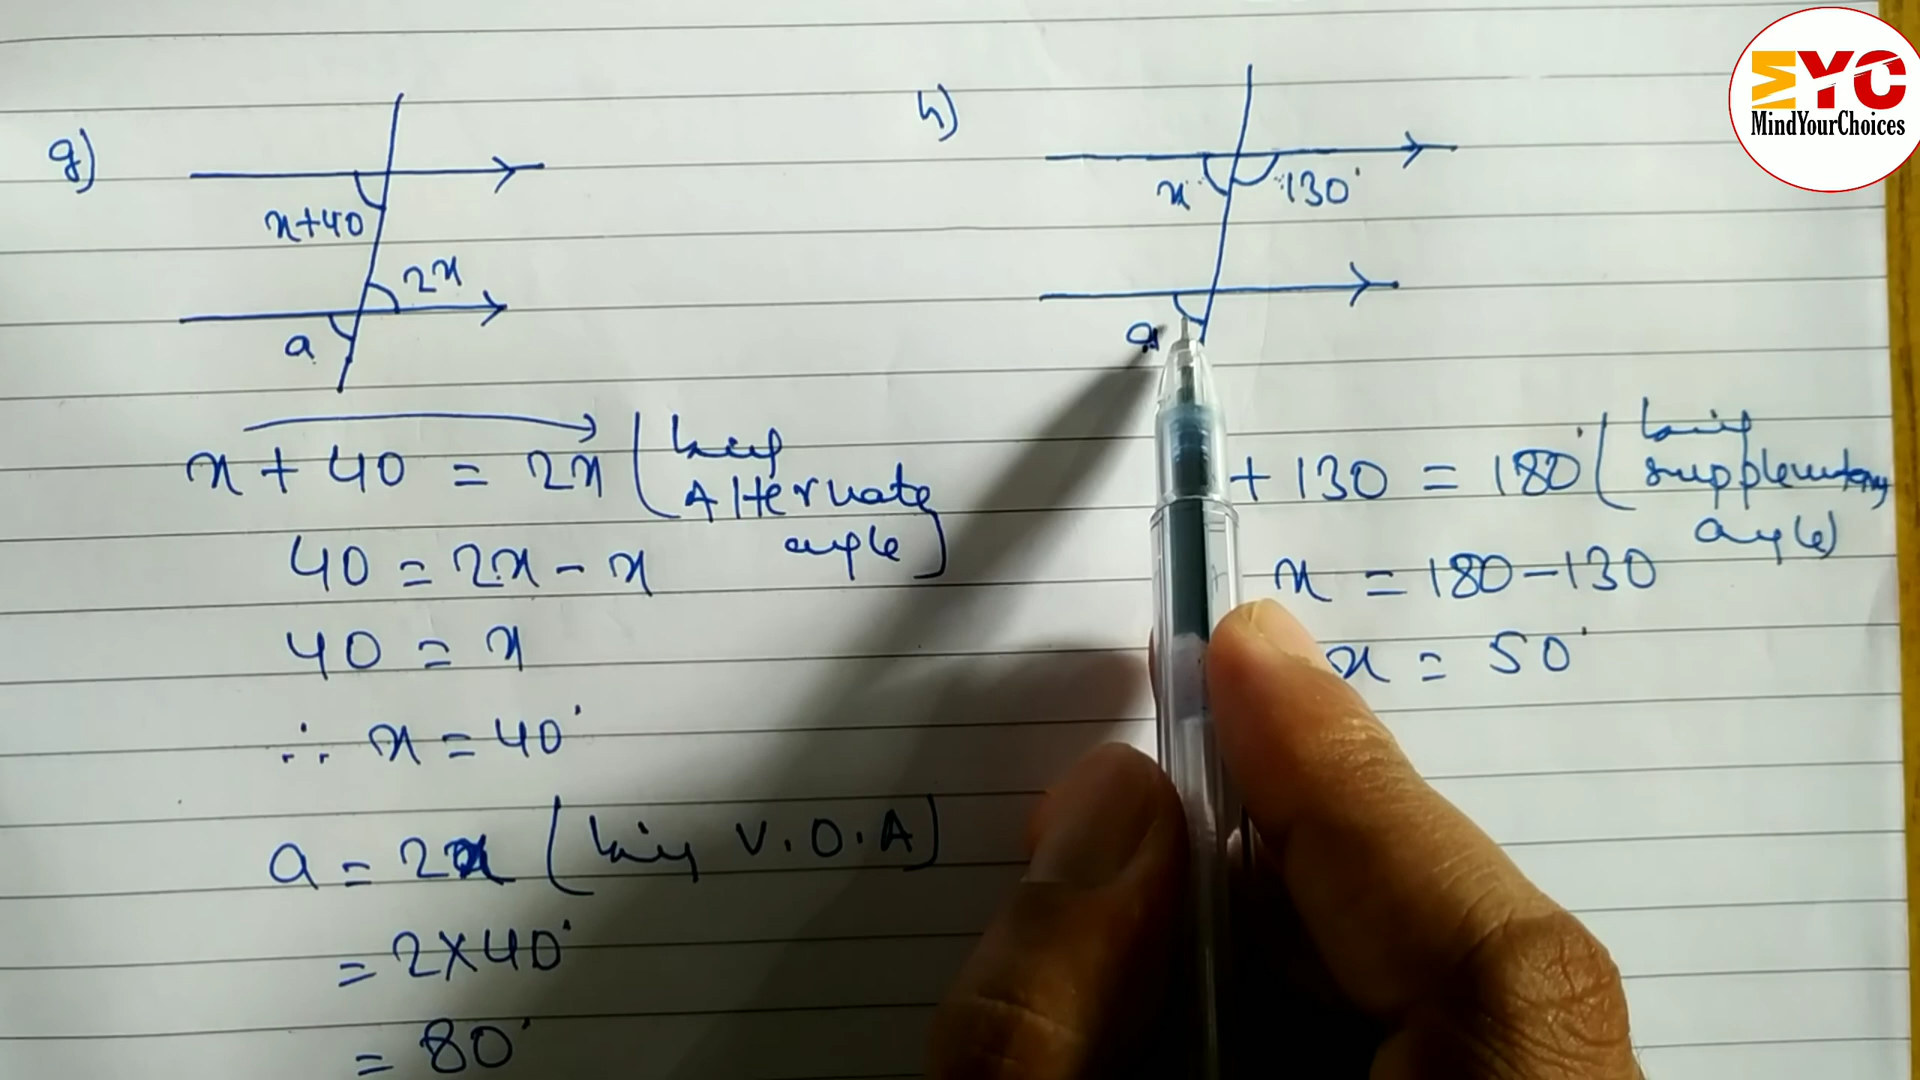 g)
x+40
2x
a
x + 40 = 2x (being Alternate angle)
40 = 2x - x
40 = x
∴ x = 40°
a = 2x (being V.O.A)
= 2×40°
= 80°
h)
x 130°
a
+ 130 = 180° (being supplementary angle)
x = 180-130
x = 50°
MYC
MindYourChoices